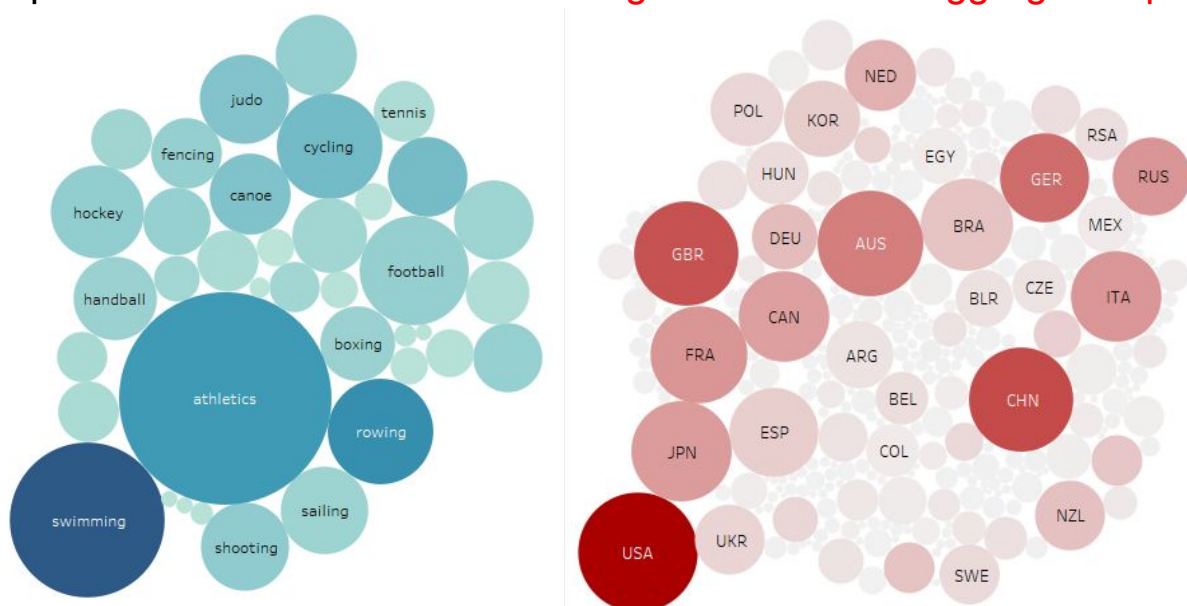 judo
tennis
cycling
fencing
canoe
hockey
football
handball
boxing
athletics
rowing
sailing
swimming
shooting
NED
POL
KOR
RSA
EGY
HUN
GER
RUS
BRA
MEX
DEU
AUS
GBR
CZE
ITA
BLR
CAN
FRA
ARG
BEL
CHN
ESP
COL
JPN
NZL
UKR
USA
SWE